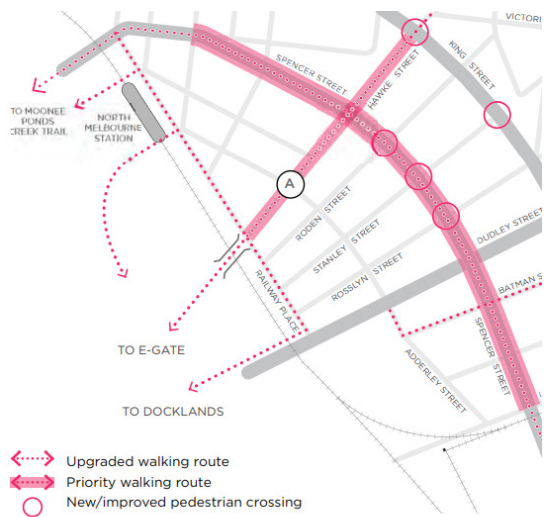 VICTORI
KING STREET
SPENCER STREET
HAWKE STREET
TO MOONEE
PONDS
CREEK TRAIL
NORTH
MELBOURNE
STATION
A
RODEN STREET
STANLEY STREET
ROSSLYN STREET
DUDLEY STREET
RAILWAY PLACE
BATMAN S
SPENCER STREET
ADDERLEY STREET
TO E-GATE
TO DOCKLANDS
Upgraded walking route
Priority walking route
New/improved pedestrian crossing